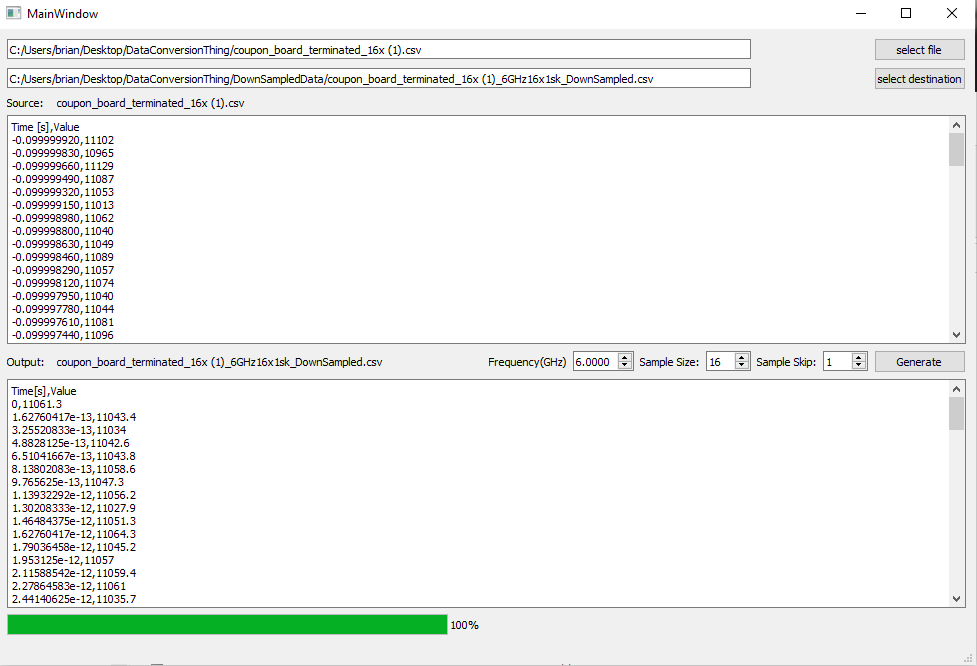 MainWindow
C:/Users/brian/Desktop/DataConversionThing/coupon_board_terminated_16x (1).csv
select file
C:/Users/brian/Desktop/DataConversionThing/DownSampledData/coupon_board_terminated_16x (1)_6GHz16x1sk_DownSampled.csv
select destination
Source: coupon_board_terminated_16x (1).csv
Time [s],Value
-0.099999920,11102
-0.099999830,10965
-0.099999660,11129
-0.099999490,11087
-0.099999320,11053
-0.099999150,11013
-0.099998980,11062
-0.099998800,11040
-0.099998630,11049
-0.099998460,11089
-0.099998290,11057
-0.099998120,11074
-0.099997950,11040
-0.099997780,11044
-0.099997610,11081
-0.099997440,11096
Output: coupon_board_terminated_16x (1)_6GHz16x1sk_DownSampled.csv Frequency(GHz) 6.0000 Sample Size: 16 Sample Skip: 1 Generate
Time[s],Value
0,11061.3
1.62760417e-13,11043.4
3.25520833e-13,11034
4.8828125e-13,11042.6
6.51041667e-13,11043.8
8.13802083e-13,11058.6
9.765625e-13,11047.3
1.13932292e-12,11056.2
1.30208333e-12,11027.9
1.46484375e-12,11051.3
1.62760417e-12,11064.3
1.79036458e-12,11045.2
1.953125e-12,11057
2.11588542e-12,11059.4
2.27864583e-12,11061
2.44140625e-12,11035.7
100%